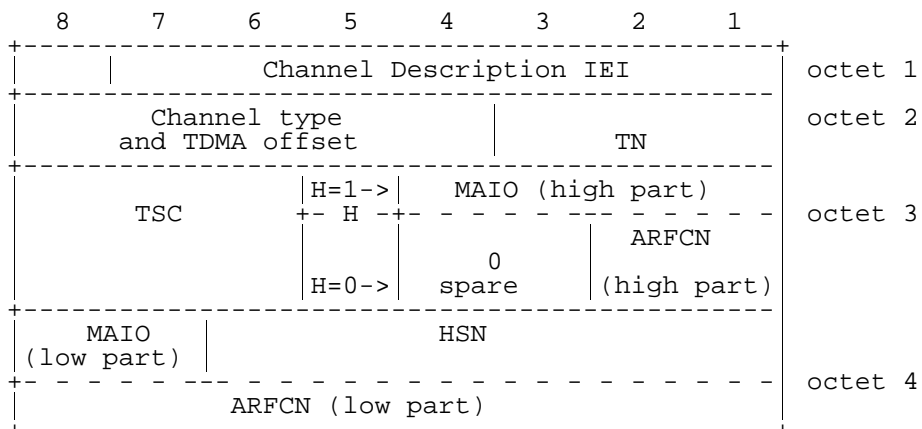 8 7 6 5 4 3 2 1
Channel Description IEI octet 1
Channel type octet 2
and TDMA offset TN
H=1-> MAIO (high part)
TSC H octet 3
ARFCN
0
H=0-> spare (high part)
MAIO HSN
(low part)
octet 4
ARFCN (low part)